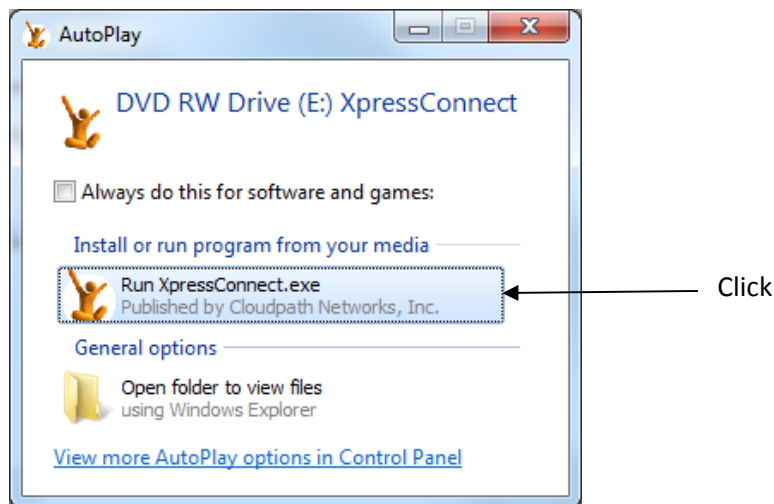 AutoPlay
DVD RW Drive (E:) XpressConnect
Always do this for software and games:
Install or run program from your media
Run XpressConnect.exe
Published by Cloudpath Networks, Inc.
Click
General options
Open folder to view files
using Windows Explorer
View more AutoPlay options in Control Panel